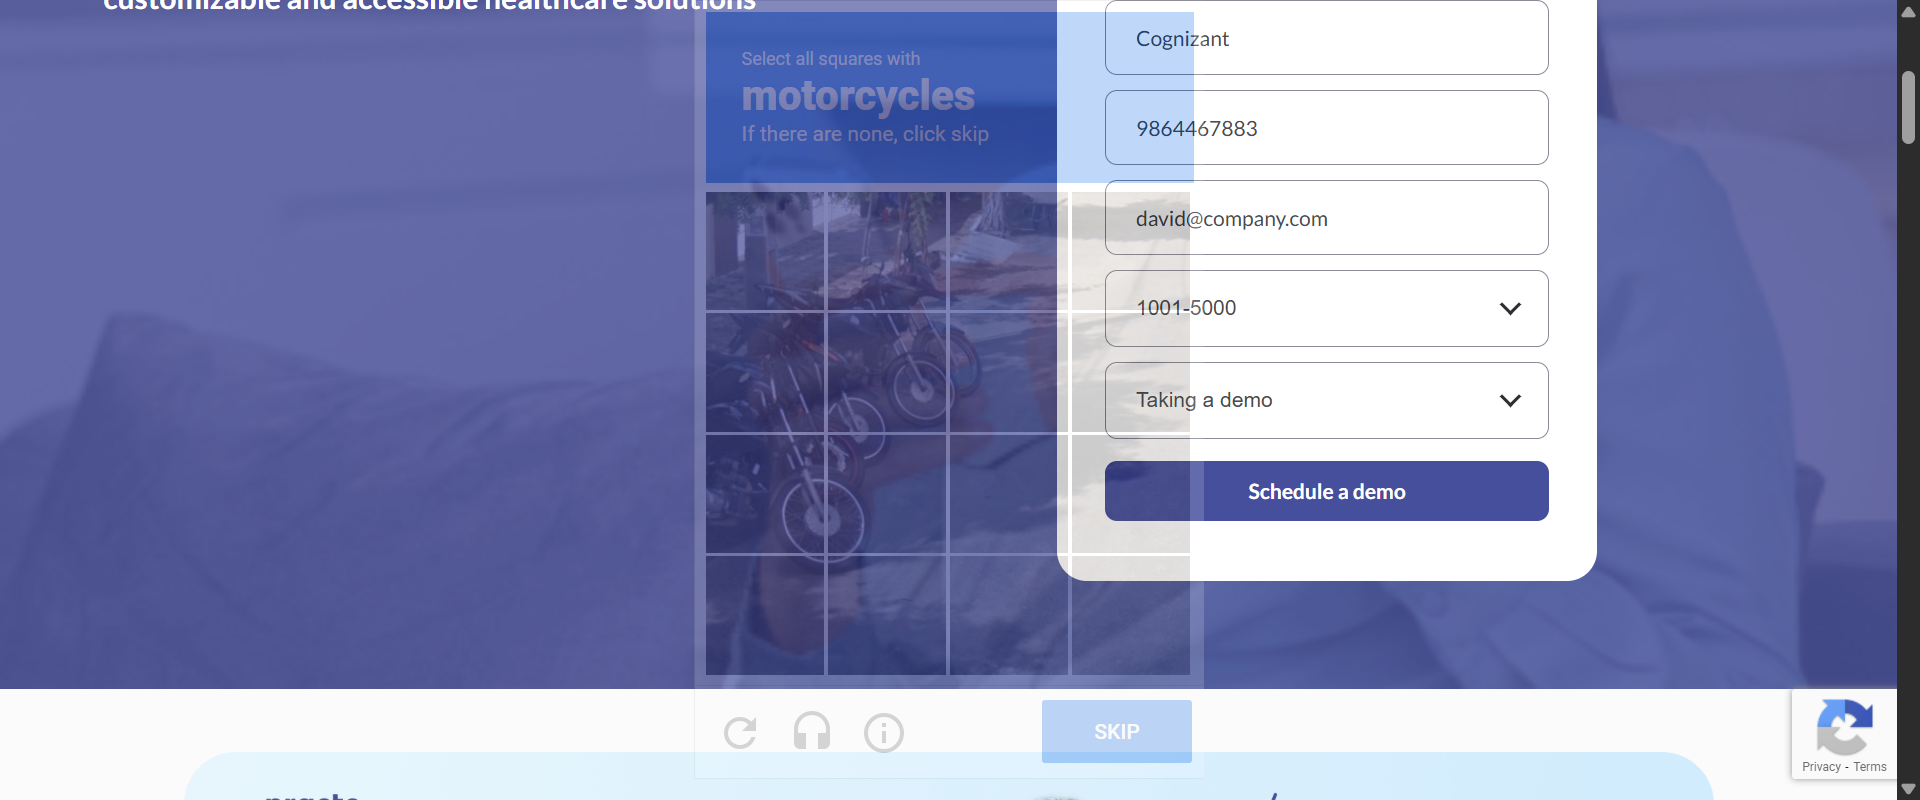 customizable and accessible healthcare solutions
Select all squares with
motorcycles
If there are none, click skip
Cognizant
9864467883
david@company.com
1001-5000
Taking a demo
Schedule a demo
SKIP
Privacy - Terms